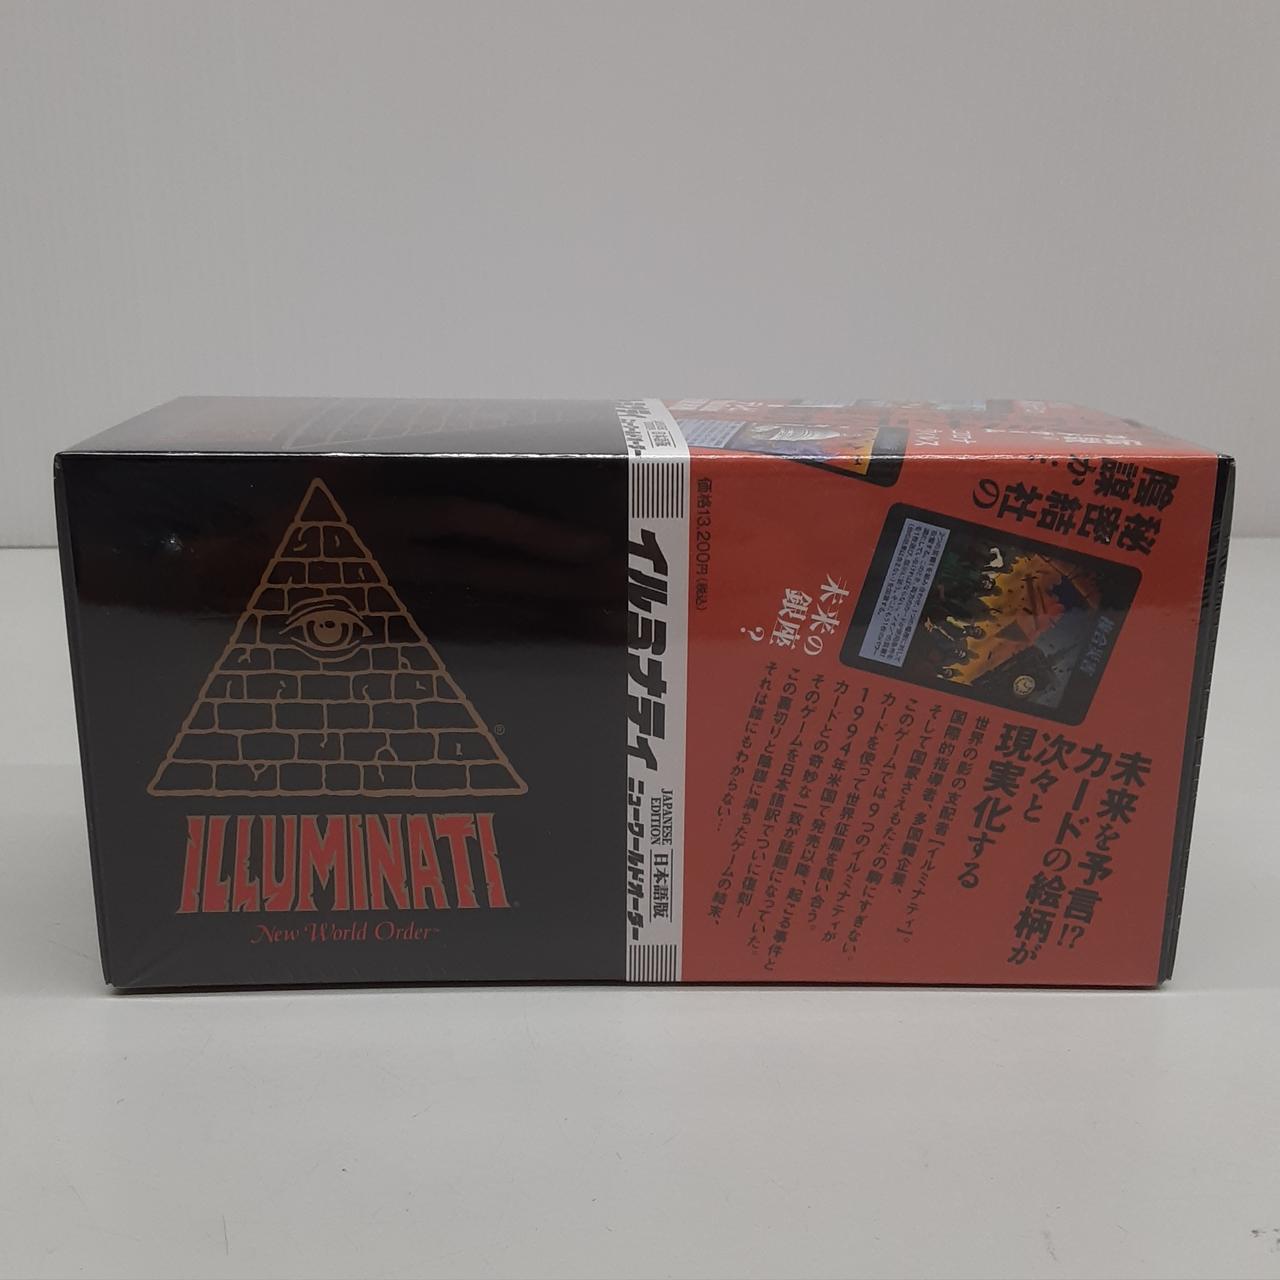 ILLUMINATI
New World Order
イルミナティ
ニューワールドオーダー
JAPANESE
EDITION
日本語版
価格13,200円(税込)
秘密結社の
陰謀か…
未来の
銀座?
複合災害
未来を予言!?
カードの絵柄が
次々と
現実化する
世界の影の支配者「イルミナティ」。
国際的指導者、多国籍企業、
そして国家さえもただの駒にすぎない。
このゲームでは9つのイルミナティが
カードを使って世界征服を競い合う。
1994年米国で発売以降、起こる事件と
カードとの奇妙な一致が話題になっていた。
そのゲームを日本語訳でついに復刻!
この裏切りと陰謀に満ちたゲームの結末、
それは誰にもわからない…